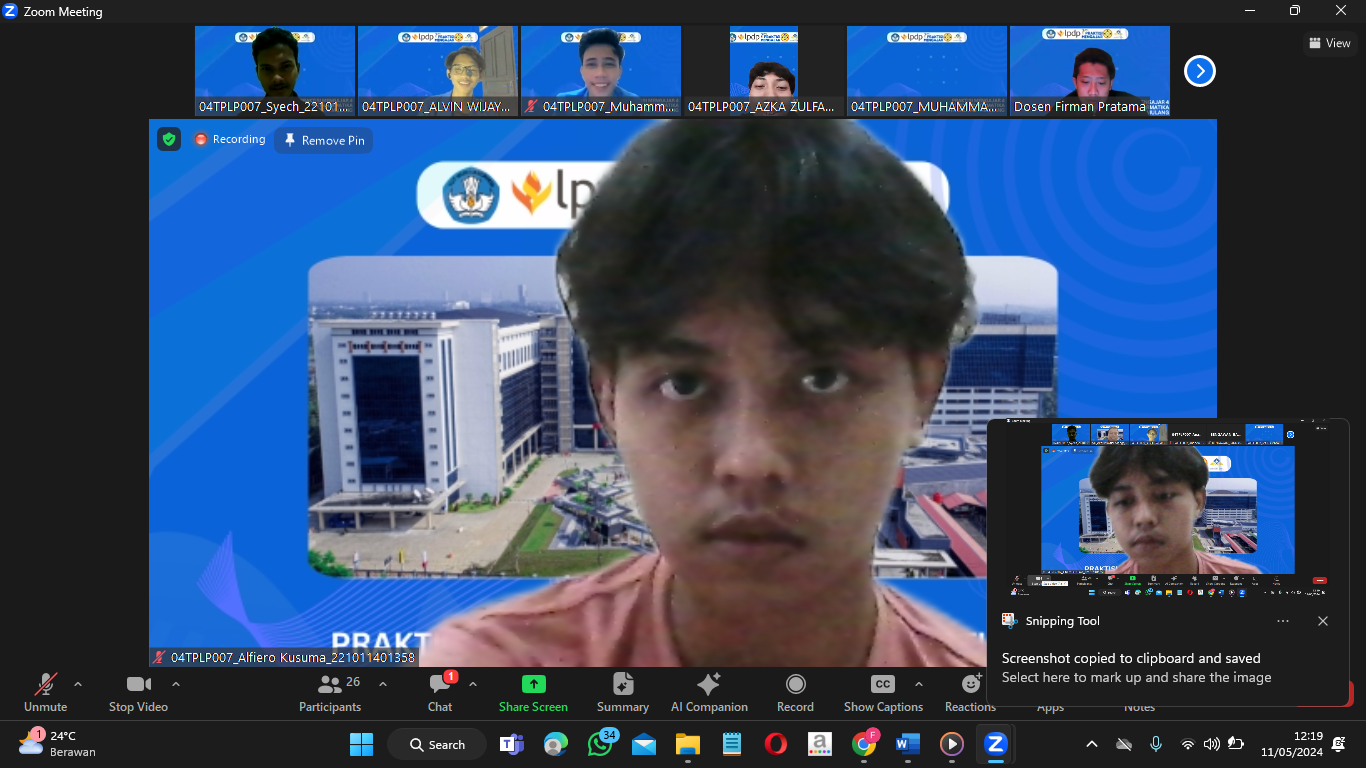 Zoom Meeting
View
04TPLP007_Syech_22101...
04TPLP007_ALVIN WIJAY...
04TPLP007_Muhamm...
04TPLP007_AZKA ZULFA...
04TPLP007_MUHAMMA...
Dosen Firman Pratama
Recording
Remove Pin
lp
PRAKT
04TPLP007_Alfiero Kusuma_221011401358
Snipping Tool
Screenshot copied to clipboard and saved
Select here to mark up and share the image
Unmute
Stop Video
26
Participants
1
Chat
Share Screen
Summary
AI Companion
Record
CC
Show Captions
Reactions
Apps
Notes
1
24°C
Berawan
Search
34
F
12:19
11/05/2024